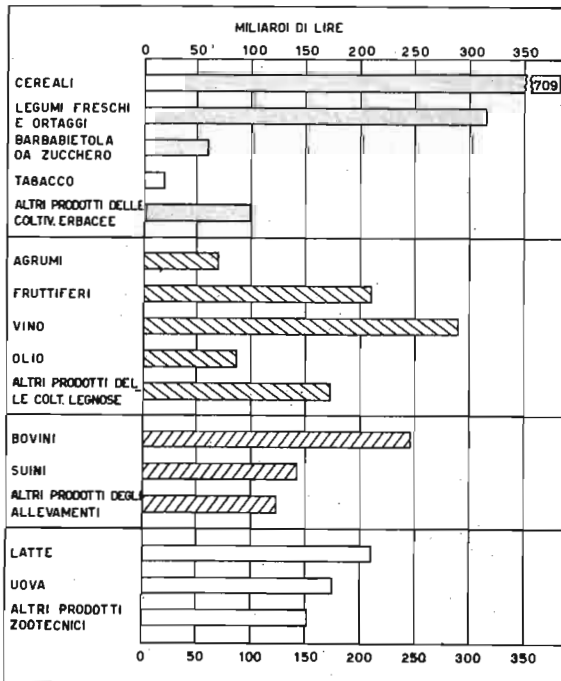 MILIARDI DI LIRE
0 50 100 150 200 250 300 350
CEREALI
709
LEGUMI FRESCHI
E ORTAGGI
BARBABIETOLA
DA ZUCCHERO
TABACCO
ALTRI PRODOTTI DELLE
COLTIV. ERBACEE
AGRUMI
FRUTTIFERI
VINO
OLIO
ALTRI PRODOTTI DEL_
LE COLT. LEGNOSE
BOVINI
SUINI
ALTRI PRODOTTI DEGLI
ALLEVAMENTI
LATTE
UOVA
ALTRI PRODOTTI
ZOOTECNICI
0 50 100 150 200 250 300 350